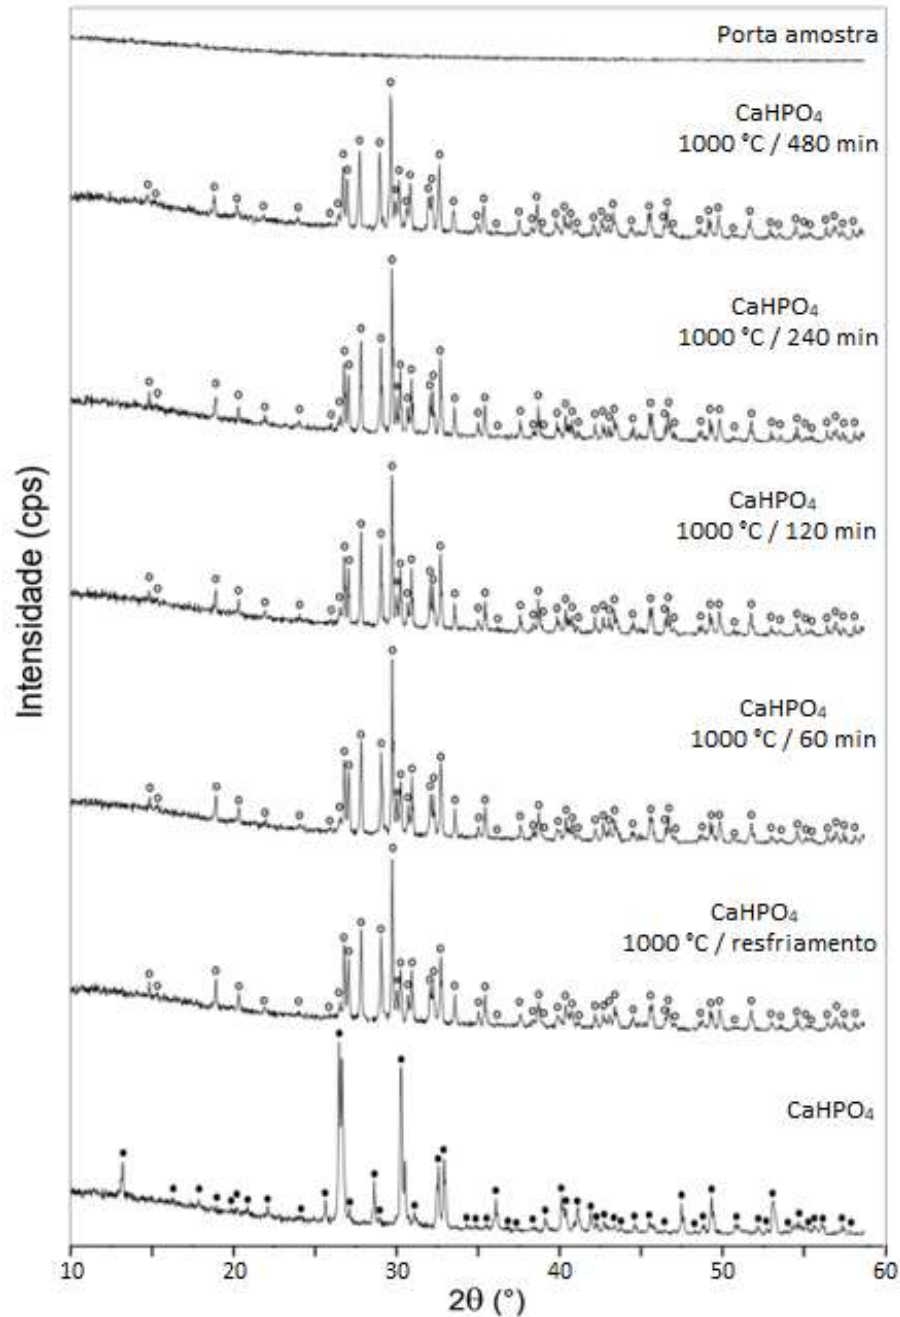 Porta amostra
CaHPO₄
1000 °C / 480 min
CaHPO₄
1000 °C / 240 min
CaHPO₄
1000 °C / 120 min
CaHPO₄
1000 °C / 60 min
CaHPO₄
1000 °C / resfriamento
CaHPO₄
Intensidade (cps)
10 20 30 40 50 60
2θ (°)